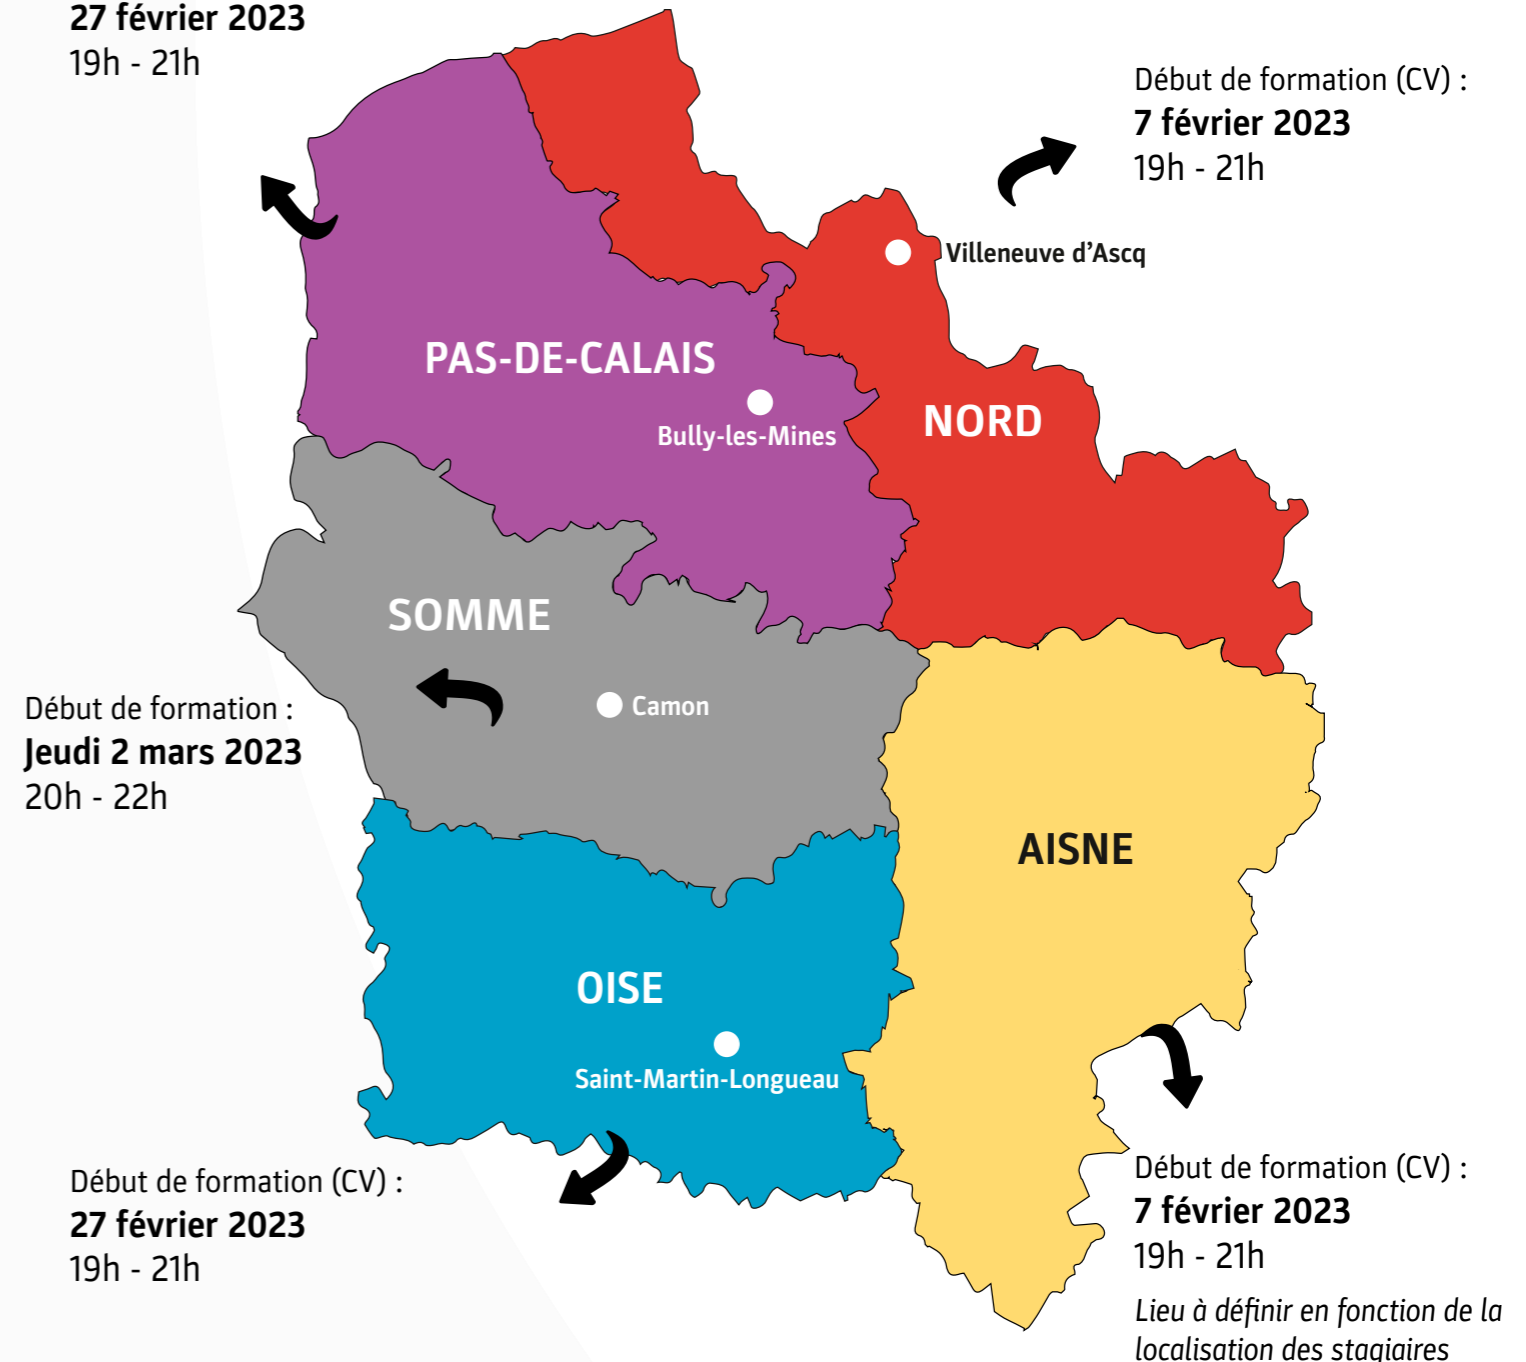 27 février 2023
19h - 21h
Début de formation (CV) :
7 février 2023
19h - 21h
Villeneuve d’Ascq
PAS-DE-CALAIS
NORD
Bully-les-Mines
SOMME
Camon
Début de formation :
Jeudi 2 mars 2023
20h - 22h
AISNE
OISE
Saint-Martin-Longueau
Début de formation (CV) :
27 février 2023
19h - 21h
Début de formation (CV) :
7 février 2023
19h - 21h
Lieu à définir en fonction de la
localisation des stagiaires